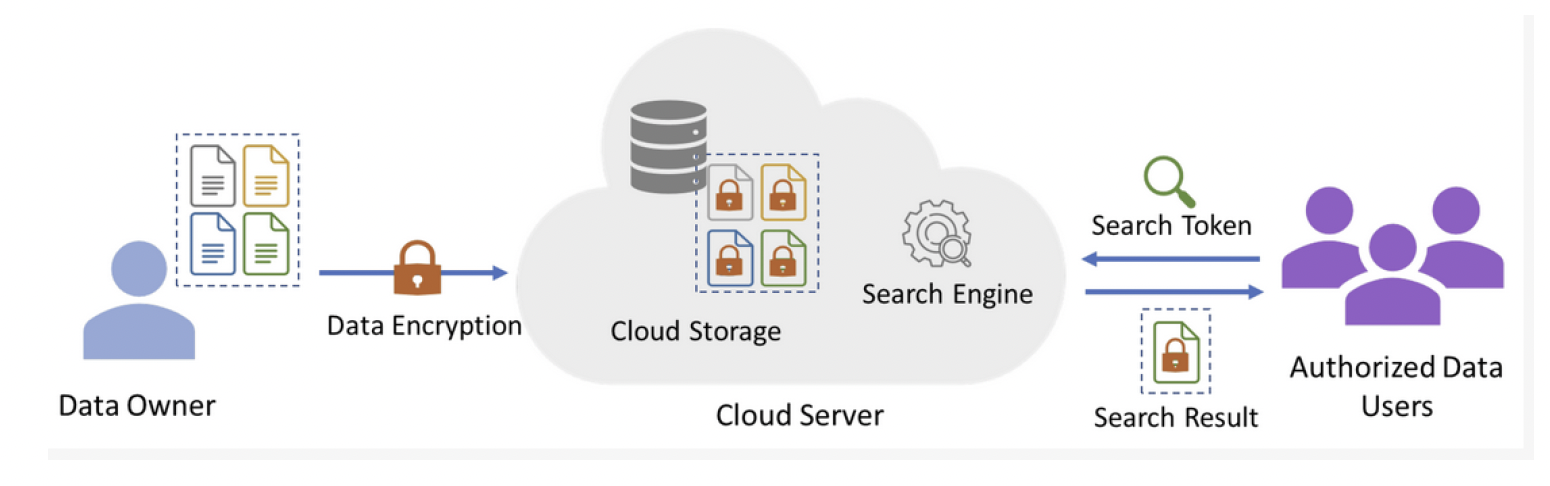 Data Owner
Data Encryption
Cloud Storage
Search Engine
Cloud Server
Search Token
Search Result
Authorized Data
Users